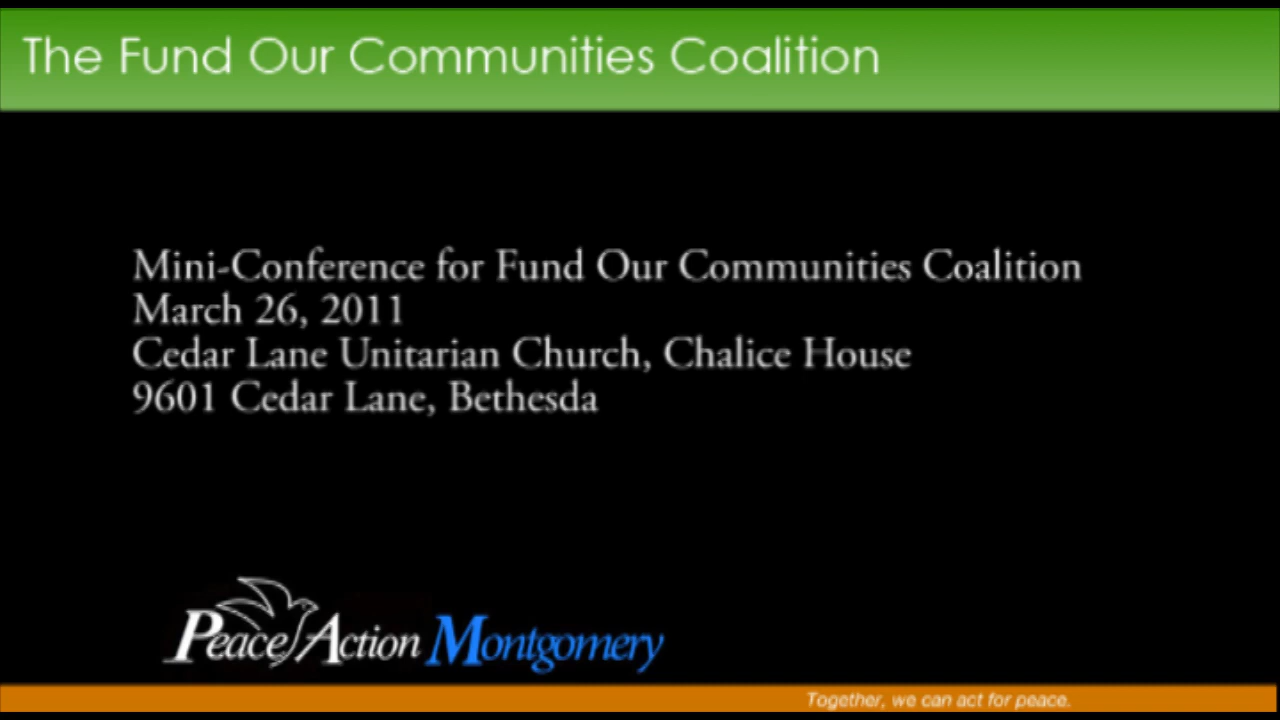 The Fund Our Communities Coalition
Mini-Conference for Fund Our Communities Coalition
March 26, 2011
Cedar Lane Unitarian Church, Chalice House
9601 Cedar Lane, Bethesda
Peace Action Montgomery
Together, we can act for peace.